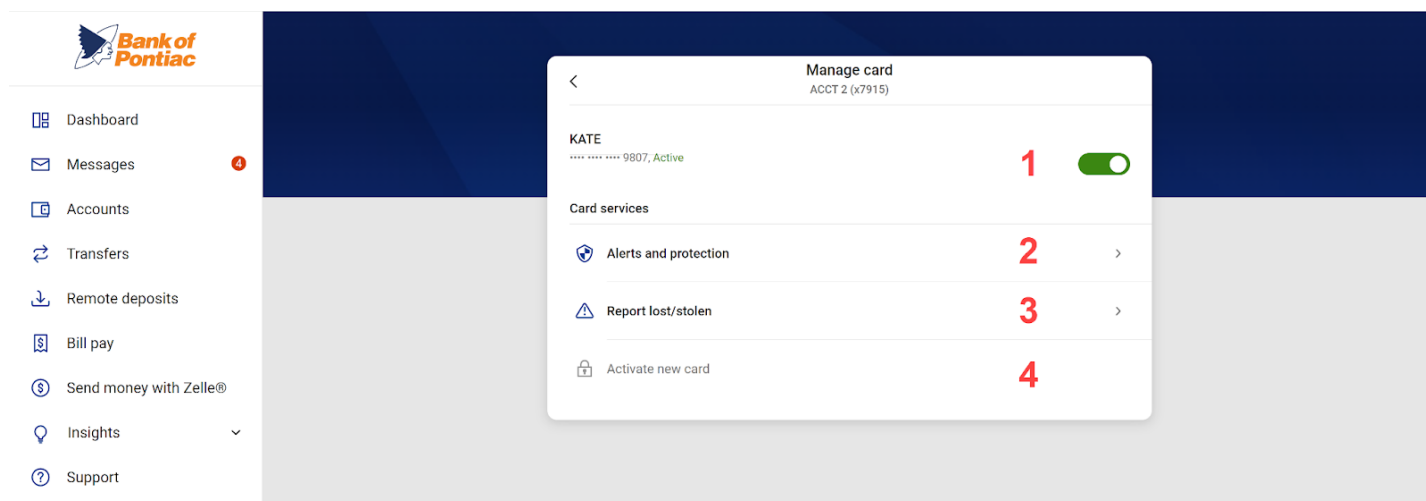 Bank of
Pontiac
Dashboard
Messages 4
Accounts
Transfers
Remote deposits
Bill pay
Send money with Zelle®
Insights
Support
Manage card
ACCT 2 (x7915)
KATE
•••• •••• •••• 9807, Active
1
Card services
Alerts and protection 2
Report lost/stolen 3
Activate new card 4